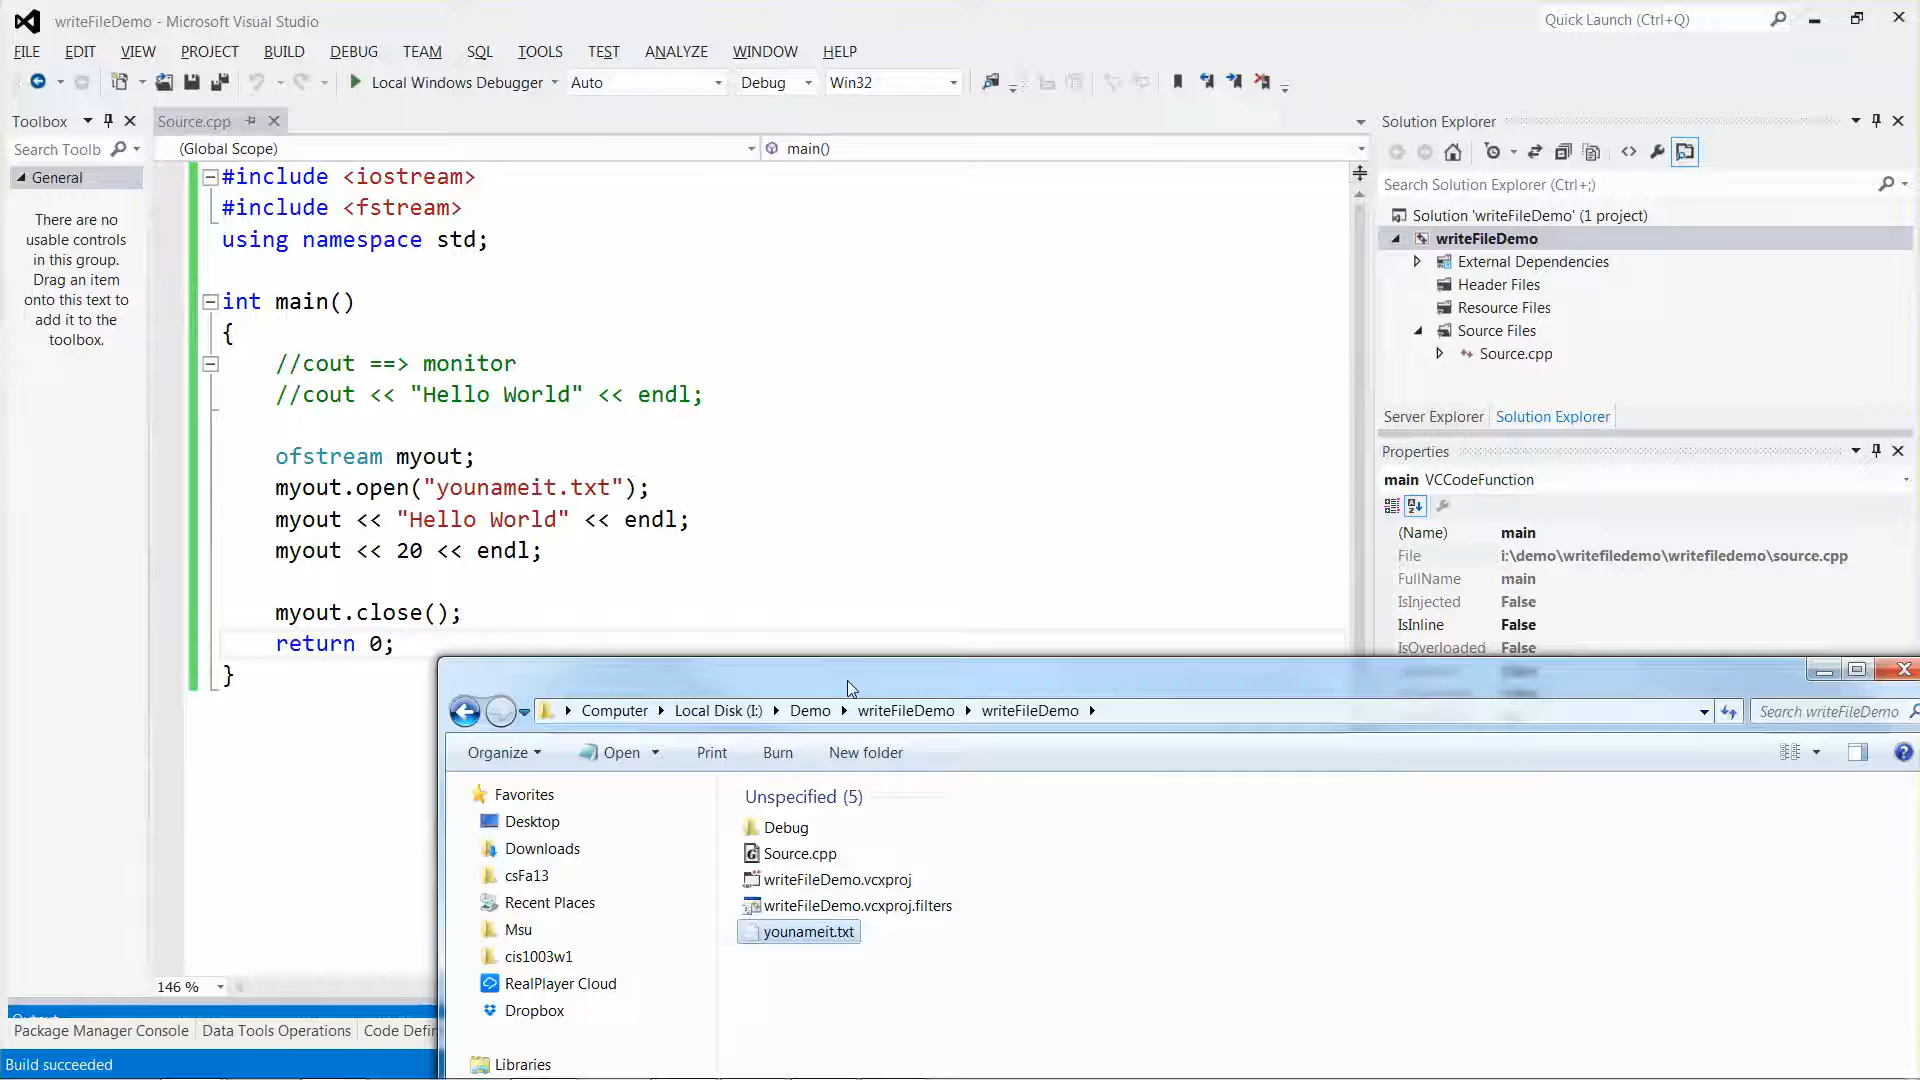 writeFileDemo - Microsoft Visual Studio
Quick Launch (Ctrl+Q)
FILE EDIT VIEW PROJECT BUILD DEBUG TEAM SQL TOOLS TEST ANALYZE WINDOW HELP
Local Windows Debugger Auto Debug Win32
Toolbox
Search Toolb
General
There are no
usable controls
in this group.
Drag an item
onto this text to
add it to the
toolbox.
Source.cpp
(Global Scope) main()
#include <iostream>
#include <fstream>
using namespace std;
int main()
{
//cout ==> monitor
//cout << "Hello World" << endl;
ofstream myout;
myout.open("younameit.txt");
myout << "Hello World" << endl;
myout << 20 << endl;
myout.close();
return 0;
}
146 %
Solution Explorer
Search Solution Explorer (Ctrl+;)
Solution 'writeFileDemo' (1 project)
writeFileDemo
External Dependencies
Header Files
Resource Files
Source Files
Source.cpp
Server Explorer Solution Explorer
Properties
main VCCodeFunction
(Name) main
File i:\demo\writefiledemo\writefiledemo\source.cpp
FullName main
IsInjected False
IsInline False
IsOverloaded False
Computer Local Disk (I:) Demo writeFileDemo writeFileDemo
Search writeFileDemo
Organize Open Print Burn New folder
Favorites
Desktop
Downloads
csFa13
Recent Places
Msu
cis1003w1
RealPlayer Cloud
Dropbox
Libraries
Unspecified (5)
Debug
Source.cpp
writeFileDemo.vcxproj
writeFileDemo.vcxproj.filters
younameit.txt
Package Manager Console Data Tools Operations Code Defin
Build succeeded